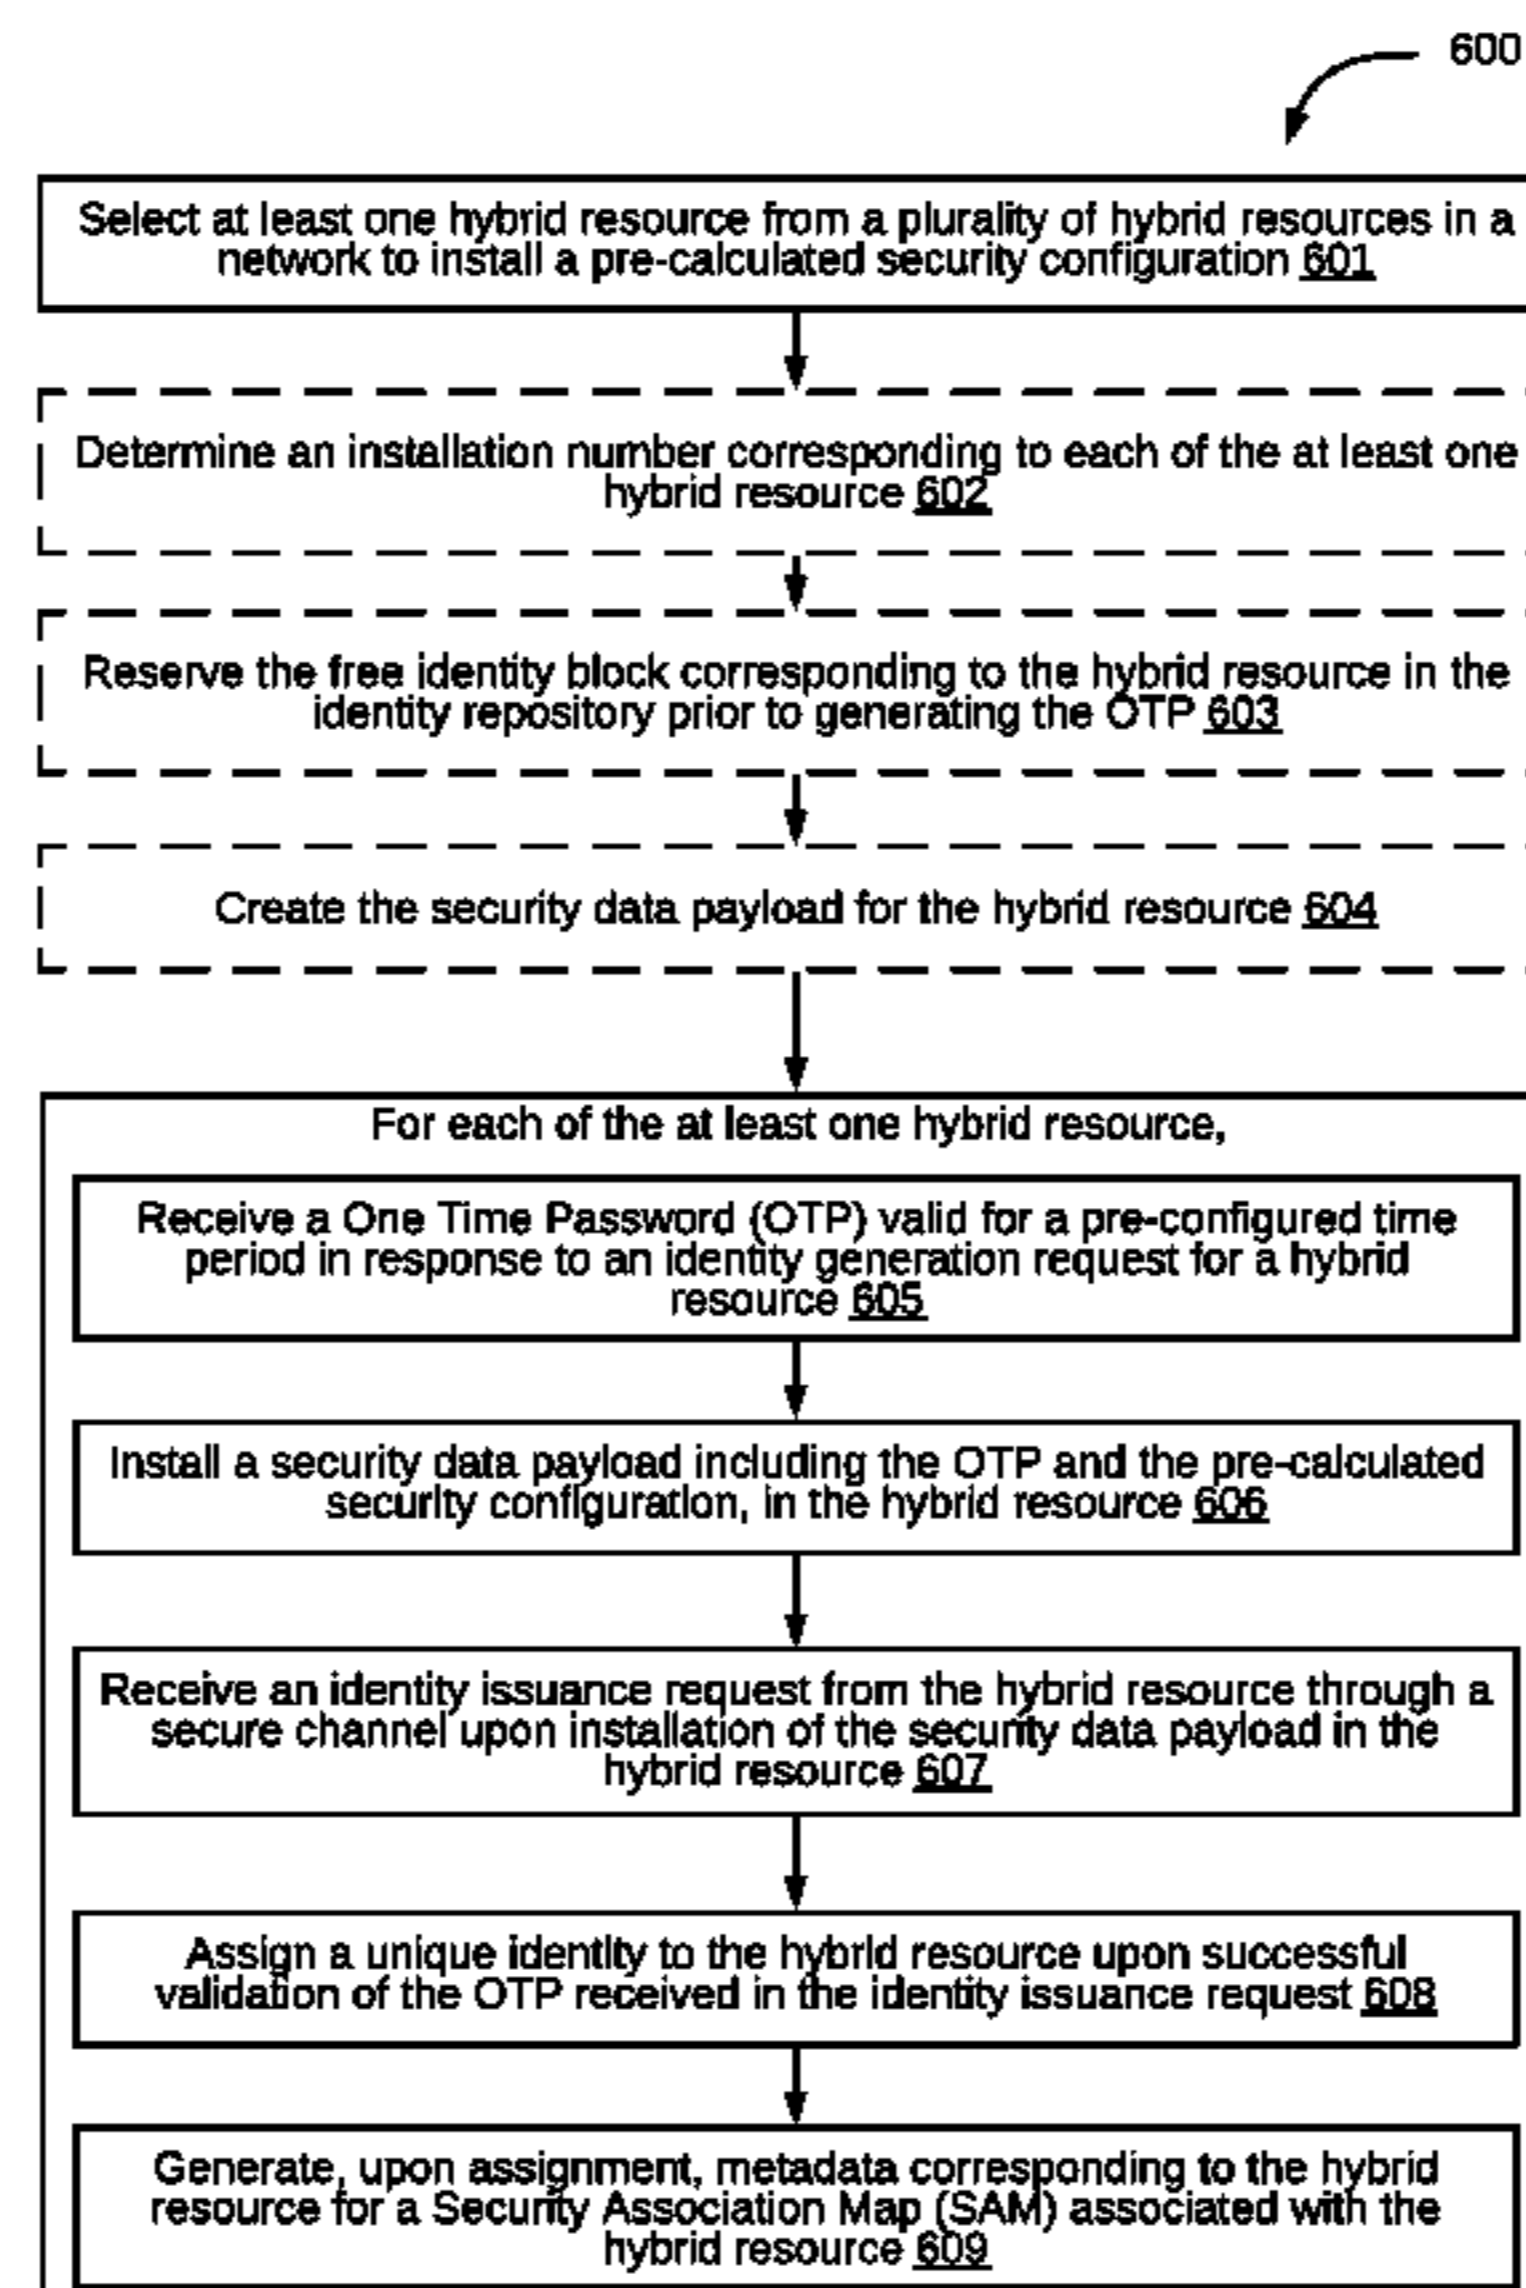 600
Select at least one hybrid resource from a plurality of hybrid resources in a
network to install a pre-calculated security configuration 601
Determine an installation number corresponding to each of the at least one
hybrid resource 602
Reserve the free identity block corresponding to the hybrid resource in the
identity repository prior to generating the OTP 603
Create the security data payload for the hybrid resource 604
For each of the at least one hybrid resource,
Receive a One Time Password (OTP) valid for a pre-configured time
period in response to an identity generation request for a hybrid
resource 605
Install a security data payload including the OTP and the pre-calculated
security configuration, in the hybrid resource 606
Receive an identity issuance request from the hybrid resource through a
secure channel upon installation of the security data payload in the
hybrid resource 607
Assign a unique identity to the hybrid resource upon successful
validation of the OTP received in the identity issuance request 608
Generate, upon assignment, metadata corresponding to the hybrid
resource for a Security Association Map (SAM) associated with the
hybrid resource 609